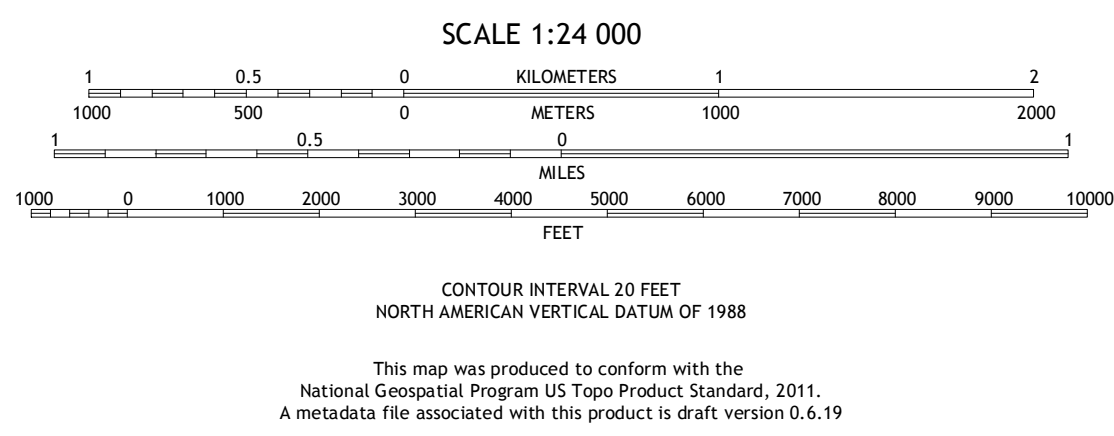 SCALE 1:24 000
1 0.5 0 KILOMETERS 1 2
1000 500 0 METERS 1000 2000
1 0.5 0 1
MILES
1000 0 1000 2000 3000 4000 5000 6000 7000 8000 9000 10000
FEET
CONTOUR INTERVAL 20 FEET
NORTH AMERICAN VERTICAL DATUM OF 1988
This map was produced to conform with the
National Geospatial Program US Topo Product Standard, 2011.
A metadata file associated with this product is draft version 0.6.19